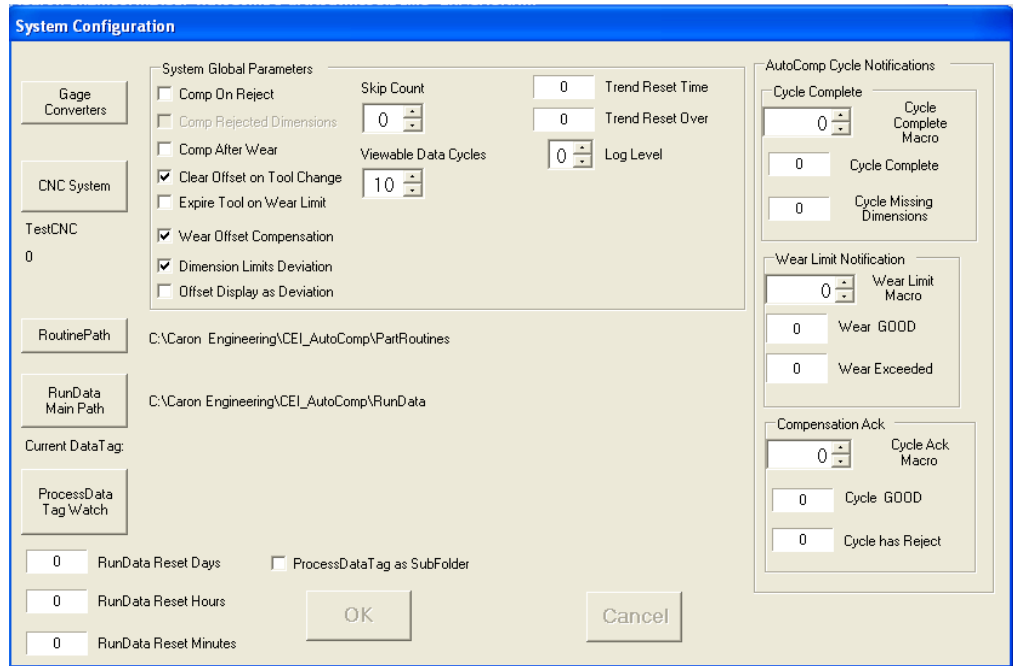 System Configuration
Gage
Converters
CNC System
TestCNC
0
System Global Parameters
Comp On Reject
Comp Rejected Dimensions
Comp After Wear
Clear Offset on Tool Change
Expire Tool on Wear Limit
Wear Offset Compensation
Dimension Limits Deviation
Offset Display as Deviation
Skip Count
0
Viewable Data Cycles
10
0 Trend Reset Time
0 Trend Reset Over
0 Log Level
RoutinePath C:\Caron Engineering\CEI_AutoComp\PartRoutines
RunData
Main Path
C:\Caron Engineering\CEI_AutoComp\RunData
Current DataTag:
ProcessData
Tag Watch
0 RunData Reset Days
ProcessDataTag as SubFolder
0 RunData Reset Hours
0 RunData Reset Minutes
OK
Cancel
AutoComp Cycle Notifications
Cycle Complete
0
Cycle
Complete
Macro
0 Cycle Complete
0
Cycle Missing
Dimensions
Wear Limit Notification
0
Wear Limit
Macro
0 Wear GOOD
0 Wear Exceeded
Compensation Ack
0
Cycle Ack
Macro
0 Cycle GOOD
0 Cycle has Reject